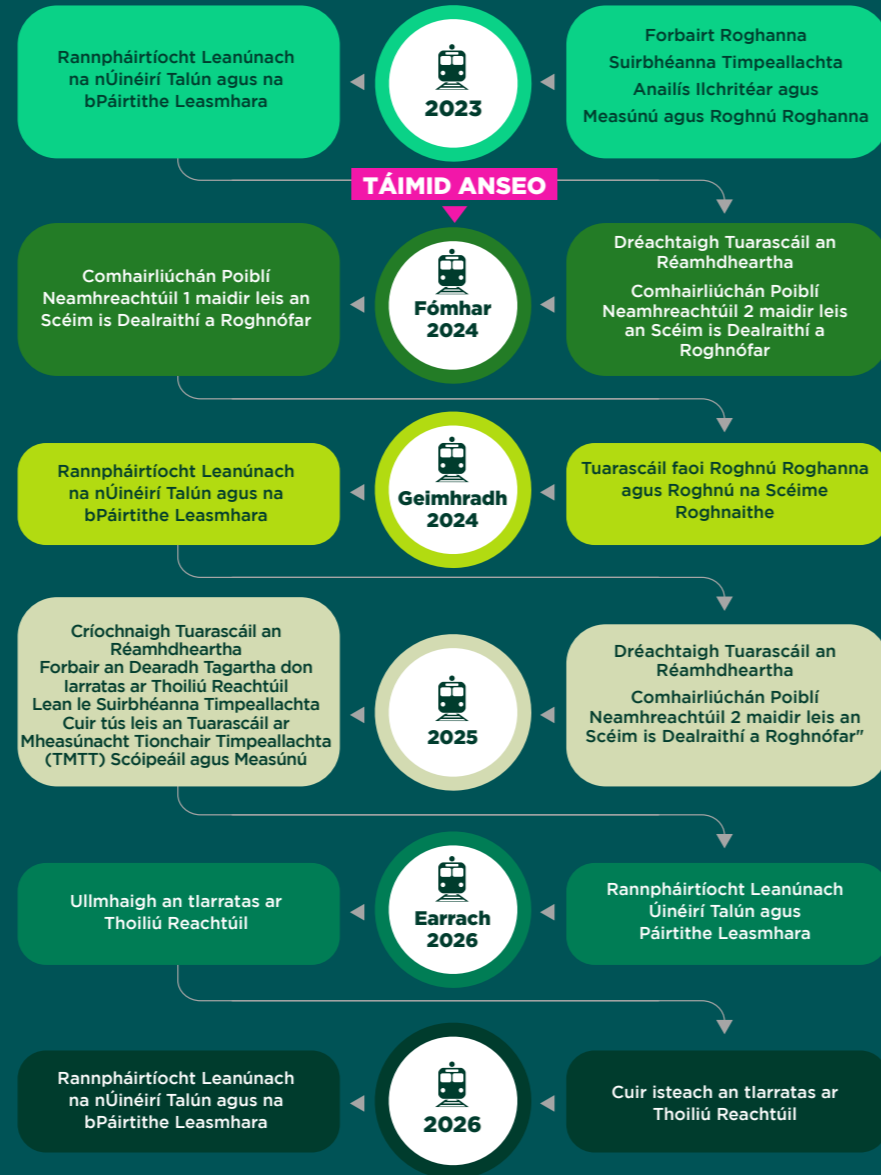 Rannpháirtíocht Leanúnach
na nÚinéirí Talún agus na
bPáirtithe Leasmhara
2023
Forbairt Roghanna
Suirbhéanna Timpeallachta
Anailís Ilchritéar agus
Measúnú agus Roghnú Roghanna
TÁIMID ANSEO
Comhairliúchán Poiblí
Neamhreachtúil 1 maidir leis an
Scéim is Dealraithí a Roghnófar
Fómhar
2024
Dréachtaigh Tuarascáil an
Réamhdheartha
Comhairliúchán Poiblí
Neamhreachtúil 2 maidir leis
an Scéim is Dealraithí a
Roghnófar
Rannpháirtíocht Leanúnach
na nÚinéirí Talún agus na
bPáirtithe Leasmhara
Geimhradh
2024
Tuarascáil faoi Roghnú Roghanna
agus Roghnú na Scéime
Roghnaithe
Críochnaigh Tuarascáil an
Réamhdheartha
Forbair an Dearadh Tagartha don
Iarratas ar Thoiliú Reachtúil
Lean le Suirbhéanna Timpeallachta
Cuir tús leis an Tuarascáil ar
Mheasúnacht Tionchair Timpeallachta
(TMTT) Scóipeáil agus Measúnú
2025
Dréachtaigh Tuarascáil an
Réamhdheartha
Comhairliúchán Poiblí
Neamhreachtúil 2 maidir leis an
Scéim is Dealraithí a Roghnófar"
Ullmhaigh an tIarratas ar
Thoiliú Reachtúil
Earrach
2026
Rannpháirtíocht Leanúnach
Úinéirí Talún agus
Páirtithe Leasmhara
Rannpháirtíocht Leanúnach
na nÚinéirí Talún agus na
bPáirtithe Leasmhara
2026
Cuir isteach an tIarratas ar
Thoiliú Reachtúil